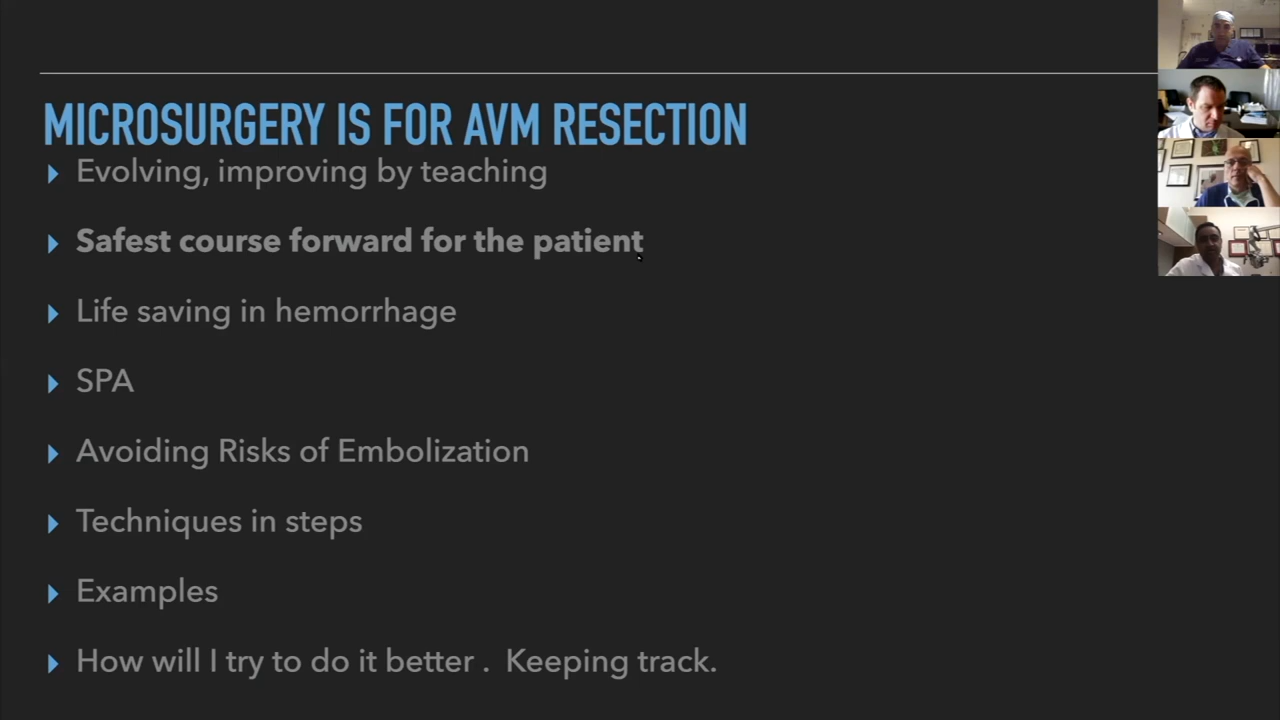 MICROSURGERY IS FOR AVM RESECTION
Evolving, improving by teaching
Safest course forward for the patient
Life saving in hemorrhage
SPA
Avoiding Risks of Embolization
Techniques in steps
Examples
How will I try to do it better . Keeping track.